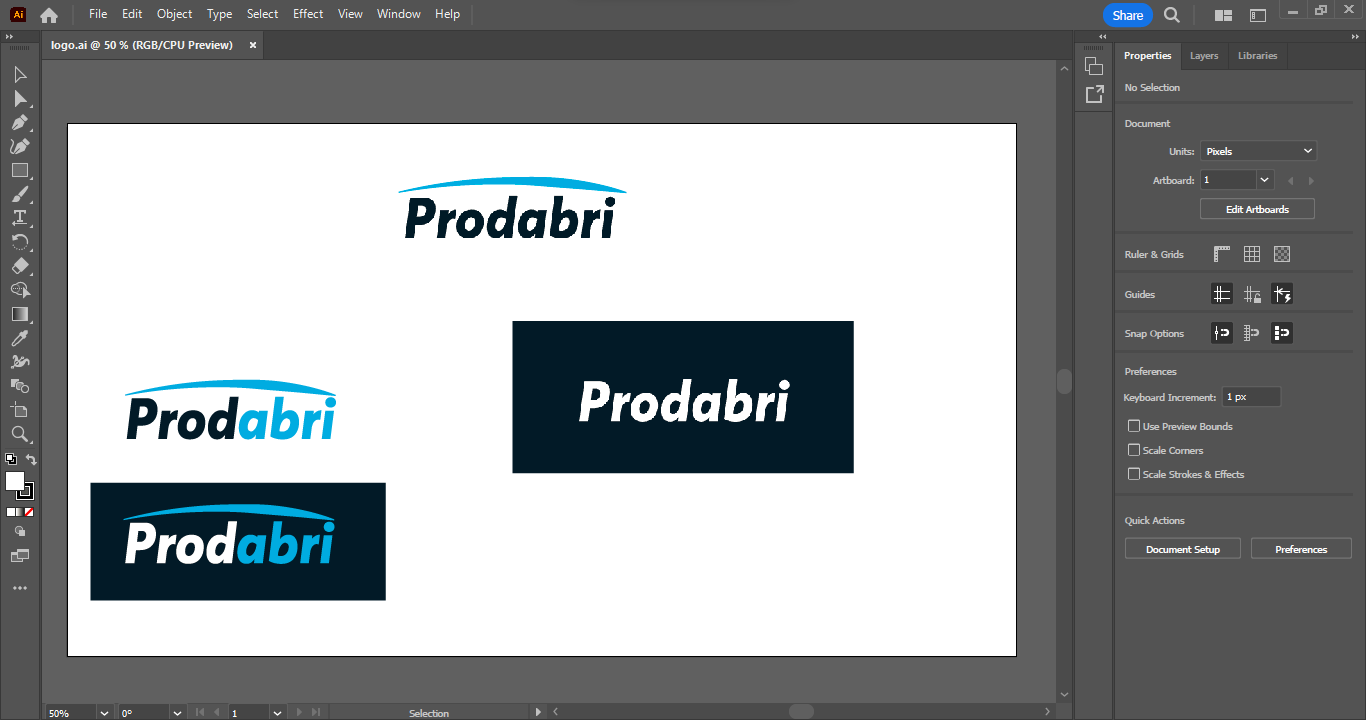 Ai File Edit Object Type Select Effect View Window Help Share
logo.ai @ 50 % (RGB/CPU Preview) ×
Properties Layers Libraries
No Selection
Document
Units: Pixels
Artboard: 1
Edit Artboards
Ruler & Grids
Guides
Snap Options
Preferences
Keyboard Increment: 1 px
Use Preview Bounds
Scale Corners
Scale Strokes & Effects
Quick Actions
Document Setup Preferences
Prodabri
Prodabri
Prodabri
Prodabri
50% 0° 1 Selection